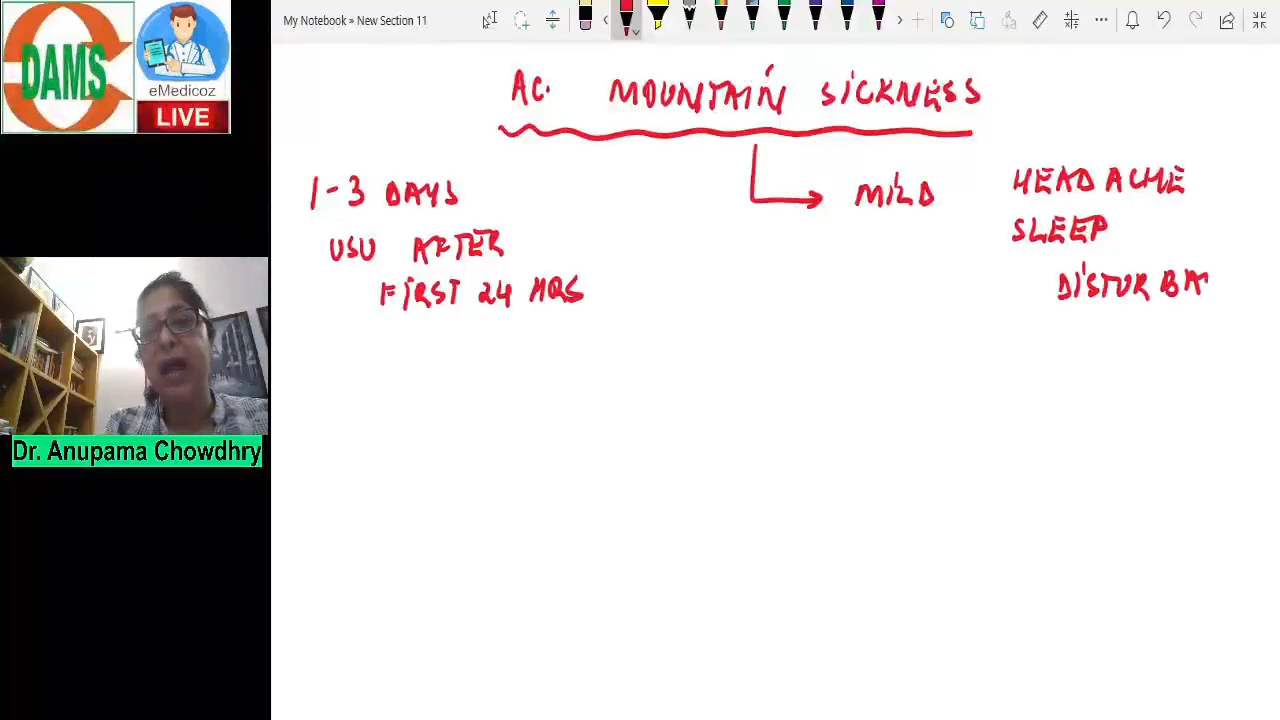 My Notebook » New Section 11
DAMS
eMedicoz
LIVE
AC. MOUNTAIN SICKNESS
1-3 DAYS
USU AFTER
FIRST 24 HRS
MILD
HEADACHE
SLEEP
DISTURBA
Dr. Anupama Chowdhry